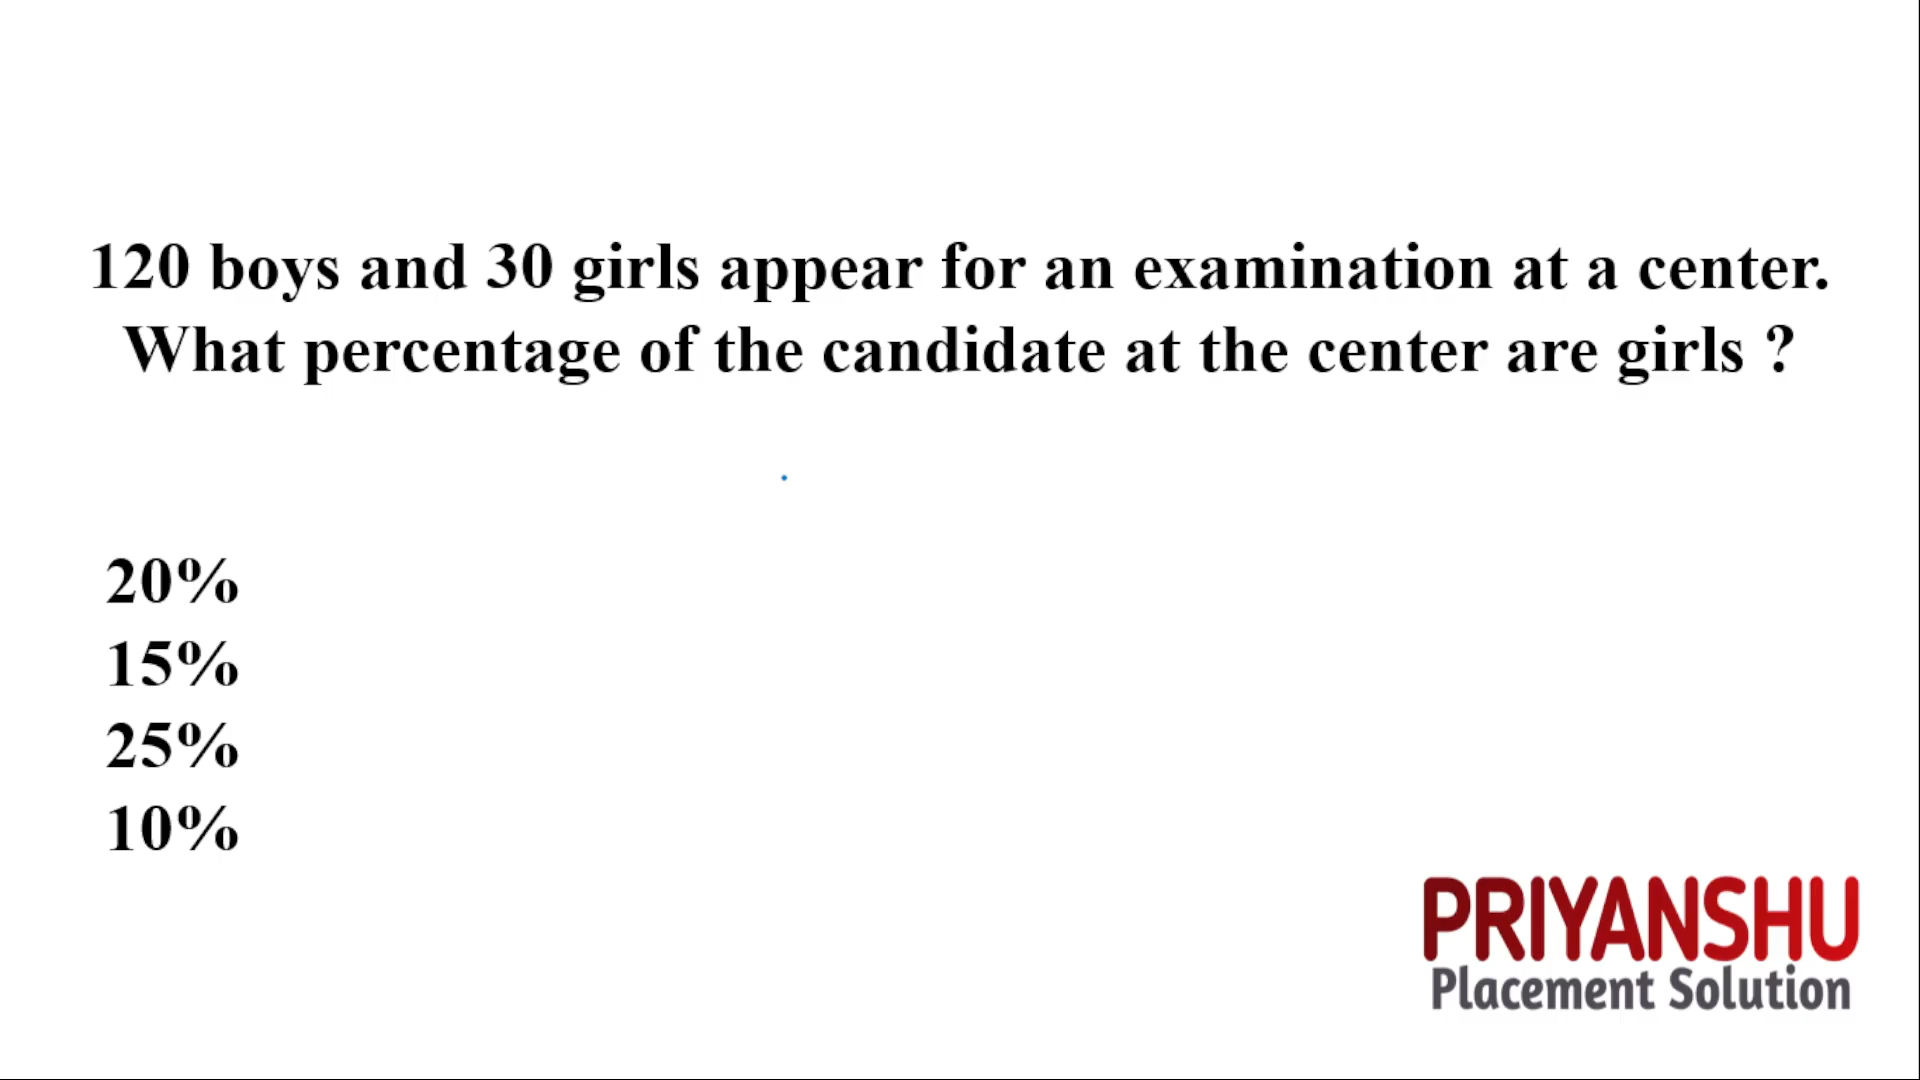 120 boys and 30 girls appear for an examination at a center.
What percentage of the candidate at the center are girls ?
20%
15%
25%
10%
PRIYANSHU
Placement Solution